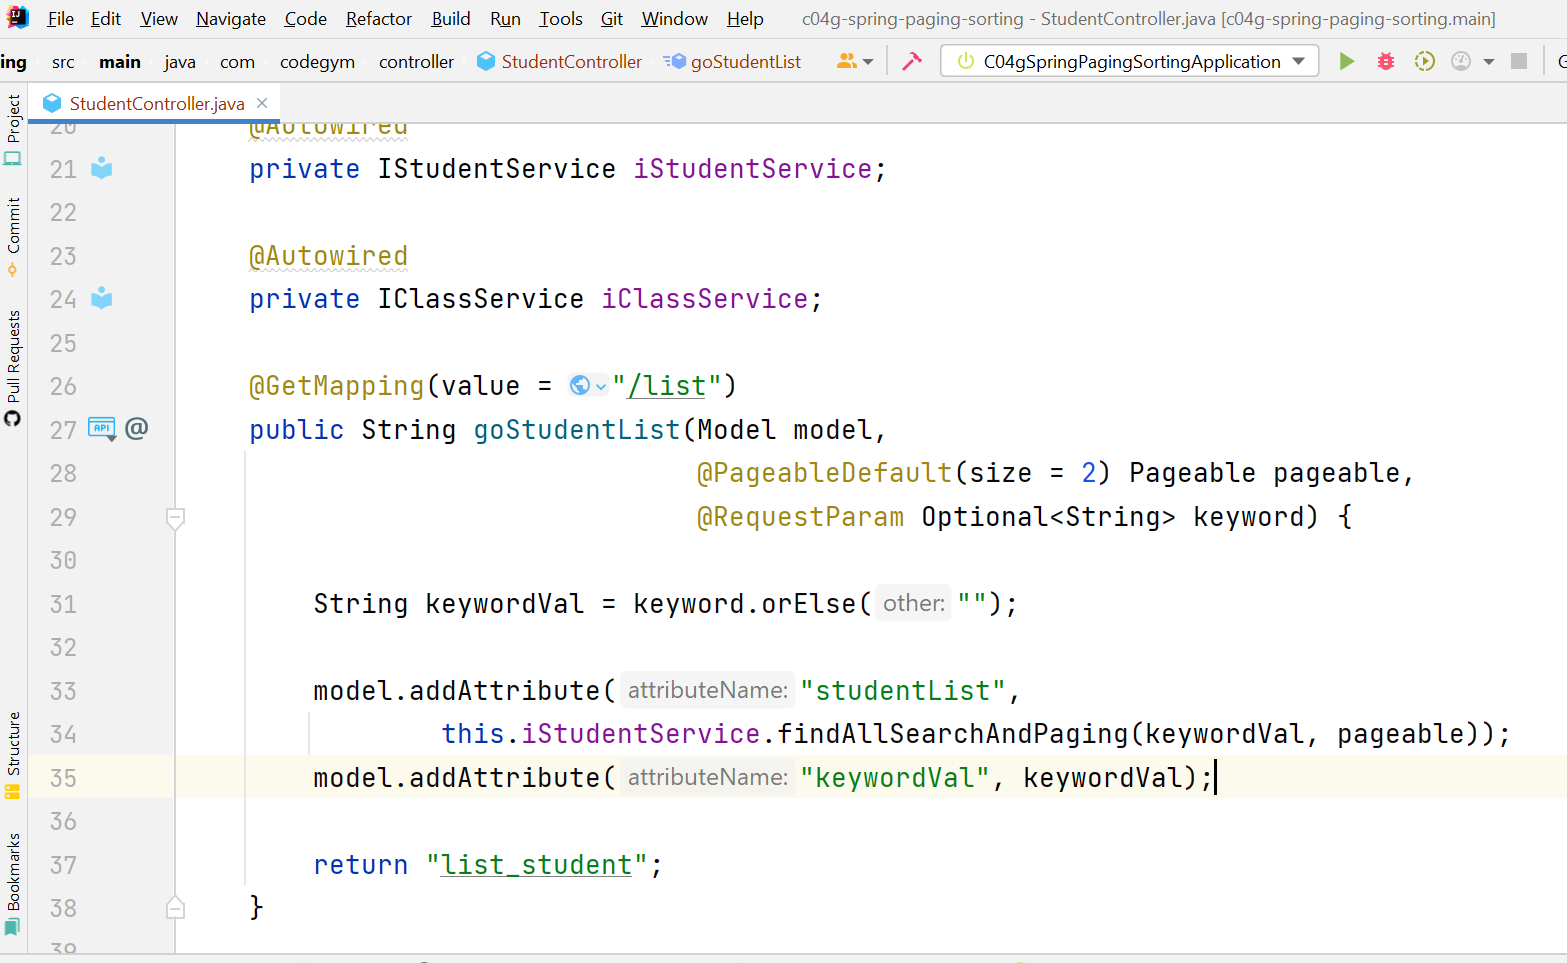 File Edit View Navigate Code Refactor Build Run Tools Git Window Help c04g-spring-paging-sorting - StudentController.java [c04g-spring-paging-sorting.main]
ing src main java com codegym controller StudentController goStudentList C04gSpringPagingSortingApplication G
StudentController.java
Project
Commit
Pull Requests
Structure
Bookmarks
20 @Autowired
21 private IStudentService iStudentService;
22
23 @Autowired
24 private IClassService iClassService;
25
26 @GetMapping(value = "/list")
27 API @ public String goStudentList(Model model,
28 @PageableDefault(size = 2) Pageable pageable,
29 @RequestParam Optional<String> keyword) {
30
31 String keywordVal = keyword.orElse( other: "");
32
33 model.addAttribute( attributeName: "studentList",
34 this.iStudentService.findAllSearchAndPaging(keywordVal, pageable));
35 model.addAttribute( attributeName: "keywordVal", keywordVal);
36
37 return "list_student";
38 }
39